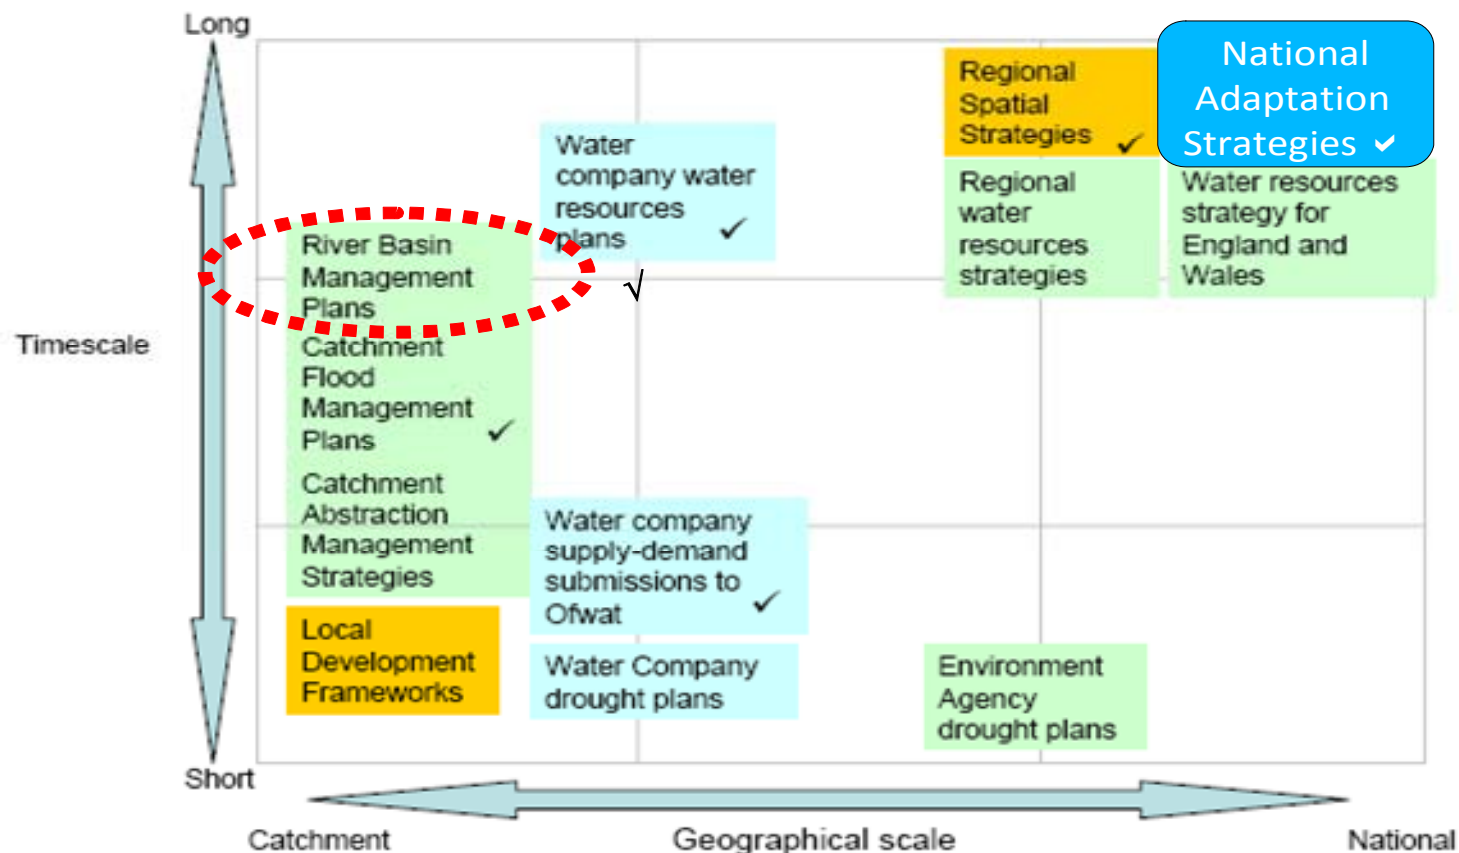 Long
National
Adaptation
Strategies ✓
Regional
Spatial
Strategies ✓
Water
company water
resources
plans ✓
Regional
water
resources
strategies
Water resources
strategy for
England and
Wales
River Basin
Management
Plans
√
Timescale
Catchment
Flood
Management
Plans ✓
Catchment
Abstraction
Management
Strategies
Water company
supply-demand
submissions to
Ofwat ✓
Local
Development
Frameworks
Water Company
drought plans
Environment
Agency
drought plans
Short
Catchment
Geographical scale
National